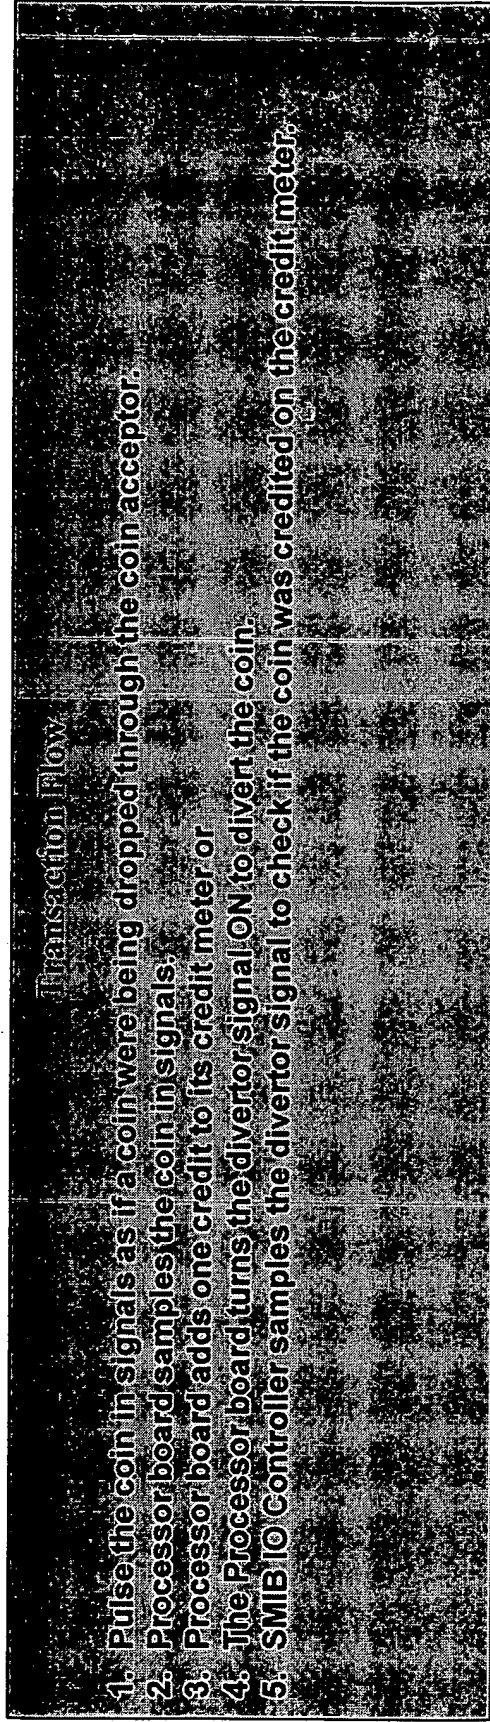 Transaction Flow
1. Pulse the coin in signals as if a coin were being dropped through the coin acceptor.
2. Processor board samples the coin in signals.
3. Processor board adds one credit to its credit meter or
4. The Processor board turns the divertor signal ON to divert the coin.
5. SMIB IO Controller samples the divertor signal to check if the coin was credited on the credit meter.